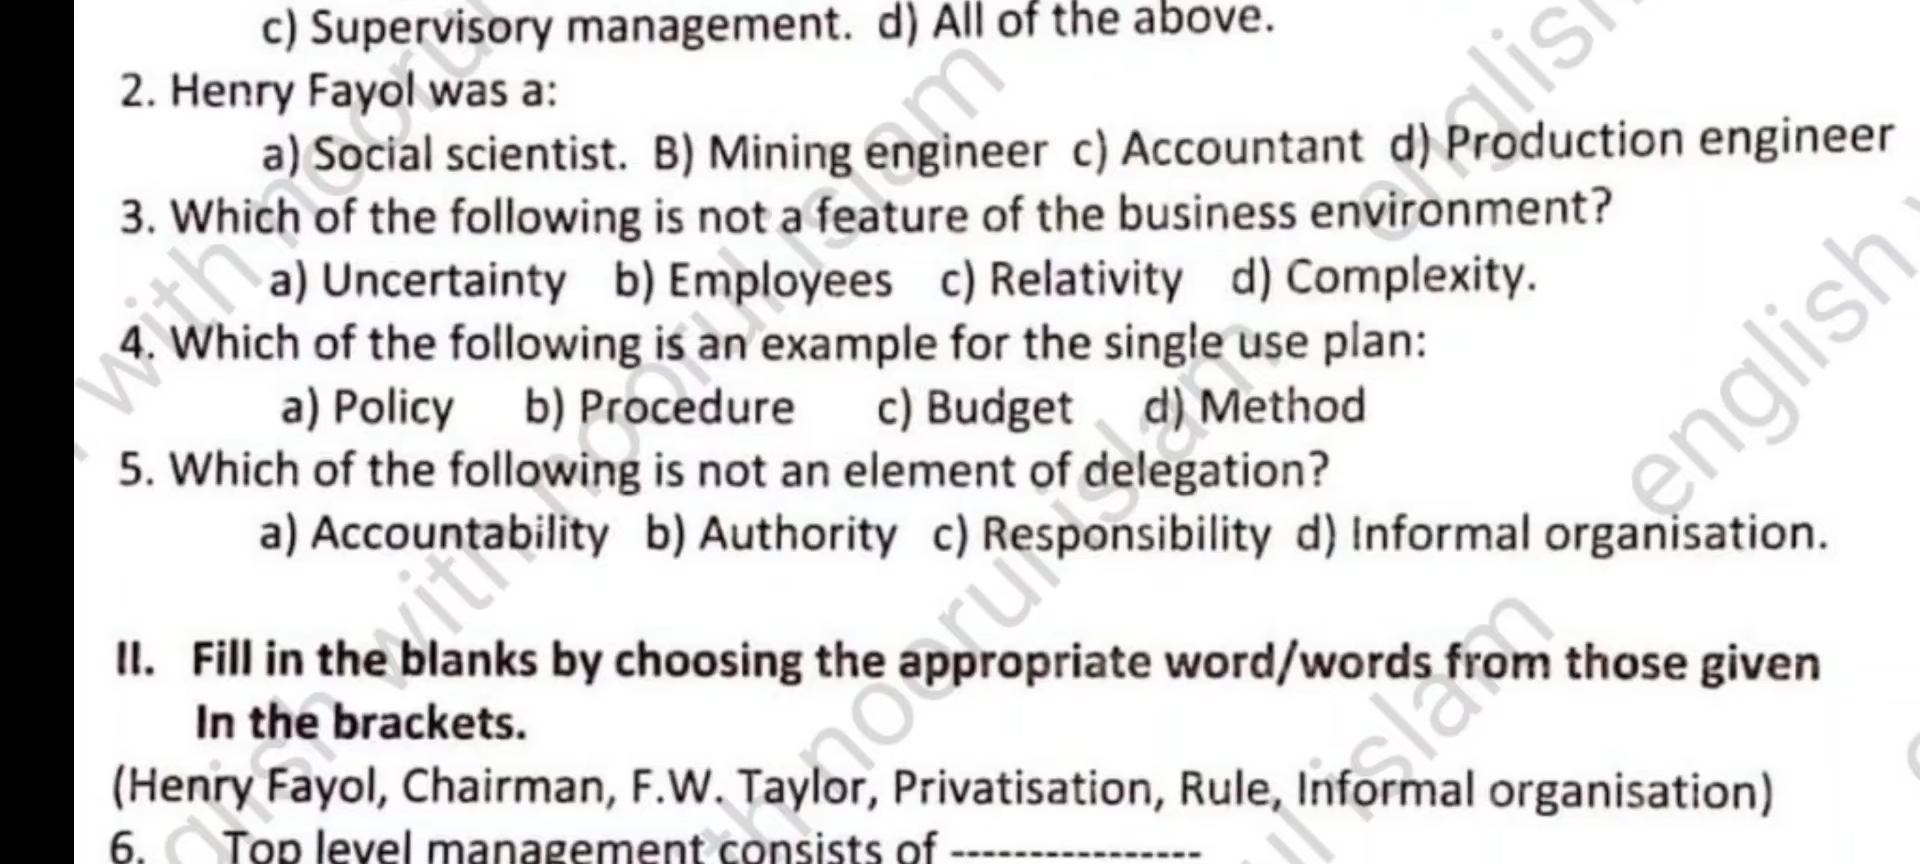 c) Supervisory management. d) All of the above.
2. Henry Fayol was a:
a) Social scientist. B) Mining engineer c) Accountant d) Production engineer
3. Which of the following is not a feature of the business environment?
a) Uncertainty b) Employees c) Relativity d) Complexity.
4. Which of the following is an example for the single use plan:
a) Policy b) Procedure c) Budget d) Method
5. Which of the following is not an element of delegation?
a) Accountability b) Authority c) Responsibility d) Informal organisation.
II. Fill in the blanks by choosing the appropriate word/words from those given
In the brackets.
(Henry Fayol, Chairman, F.W. Taylor, Privatisation, Rule, Informal organisation)
6. Top level management consists of ----------------
english with noorul islam